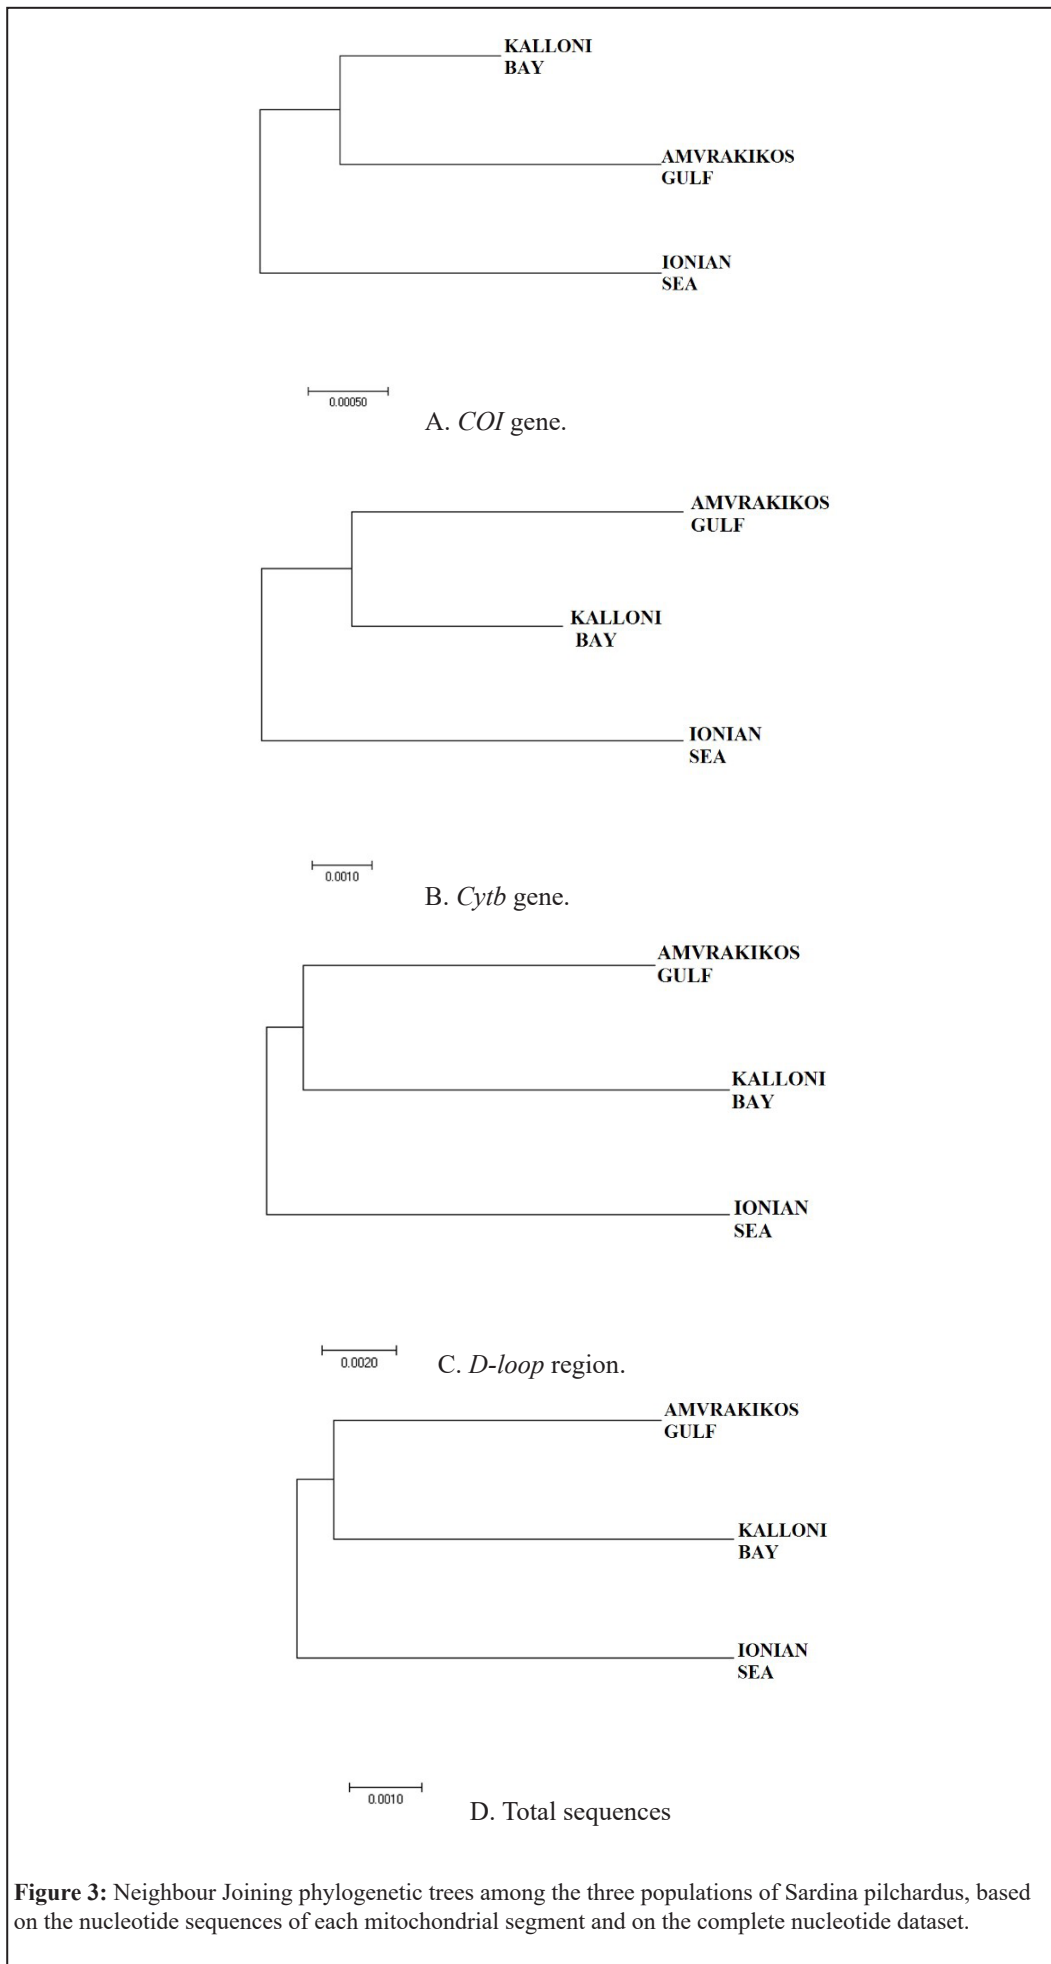 KALLONI
BAY
AMVRAKIKOS
GULF
IONIAN
SEA
0.00050
A. COI gene.
AMVRAKIKOS
GULF
KALLONI
BAY
IONIAN
SEA
0.0010
B. Cytb gene.
AMVRAKIKOS
GULF
KALLONI
BAY
IONIAN
SEA
0.0020
C. D-loop region.
AMVRAKIKOS
GULF
KALLONI
BAY
IONIAN
SEA
0.0010
D. Total sequences
Figure 3: Neighbour Joining phylogenetic trees among the three populations of Sardina pilchardus, based
on the nucleotide sequences of each mitochondrial segment and on the complete nucleotide dataset.